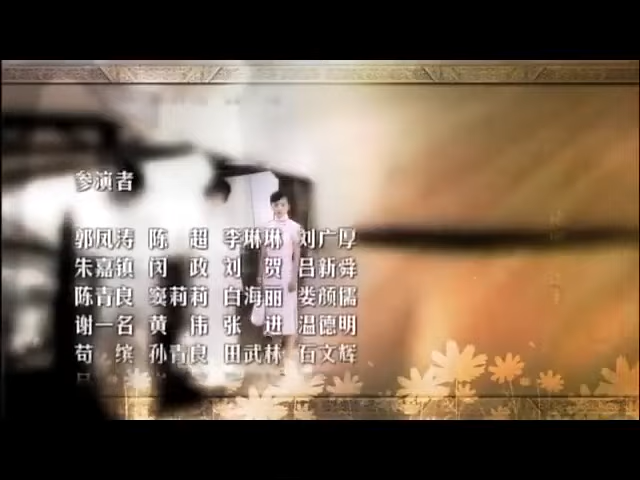 参演者
郭凤涛 陈 超 李琳琳 刘广厚
朱嘉镇 闵 政 刘 贺 吕新舜
陈青良 窦莉莉 白海丽 娄颜儒
谢一名 黄 伟 张 进 温德明
苟 缤 孙青良 田武林 石文辉